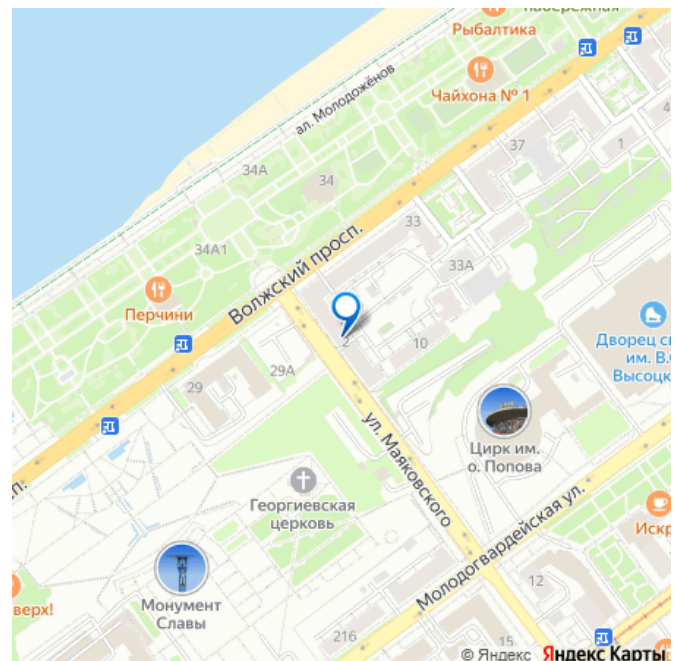 набережная
Рыбалтика
Чайхона № 1
ал. Молодожёнов
37
1
4
34А
34
34А1
33
33А
Волжский просп.
Перчини
2
10
Дворец с
им. В.
Высоцк
29А
29
ул. Маяковского
Цирк им.
о. Попова
Георгиевская
церковь
сп.
Молодогвардейская ул.
Искр
Монумент
Славы
верх!
12
216
15
© Яндекс Яндекс Карты